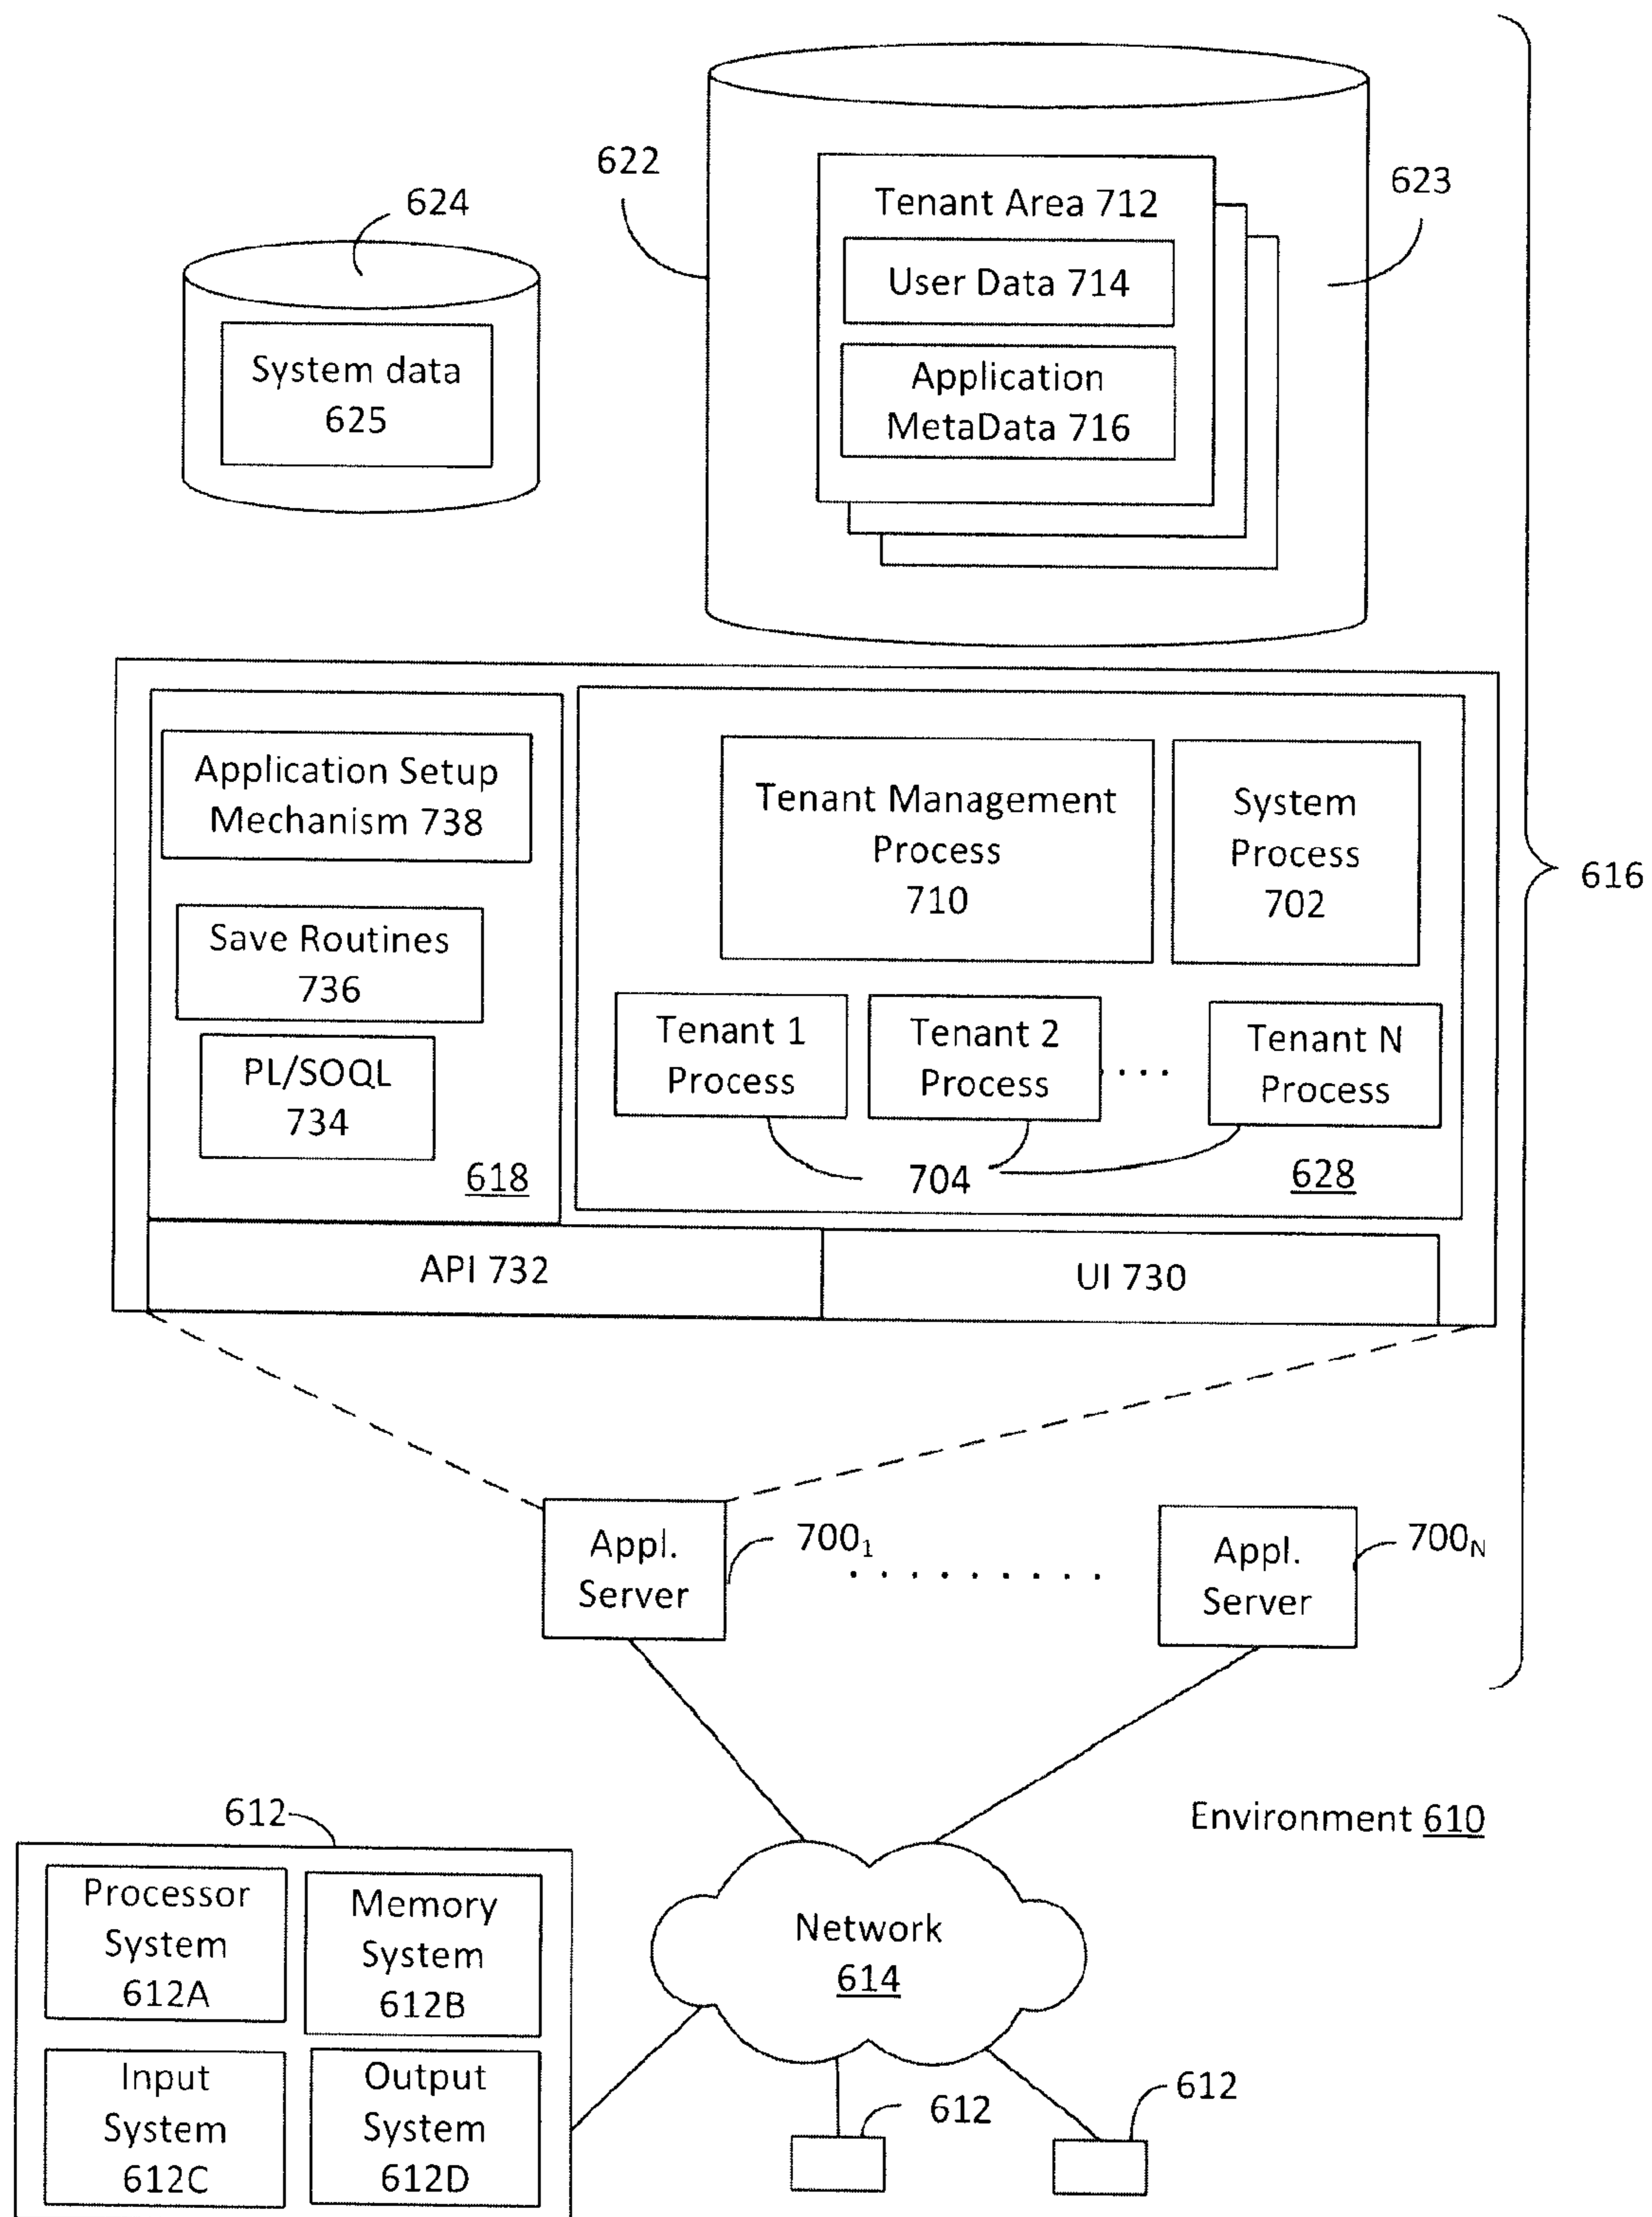 622
623
624
Tenant Area 712
User Data 714
Application
MetaData 716
System data
625
616
Application Setup
Mechanism 738
Save Routines
736
PL/SOQL
734
618
Tenant Management
Process
710
System
Process
702
Tenant 1
Process
Tenant 2
Process
. . . .
Tenant N
Process
704
628
API 732
UI 730
Appl.
Server
700₁
. . . . . . . . .
Appl.
Server
700N
Environment 610
612
Processor
System
612A
Memory
System
612B
Input
System
612C
Output
System
612D
Network
614
612
612